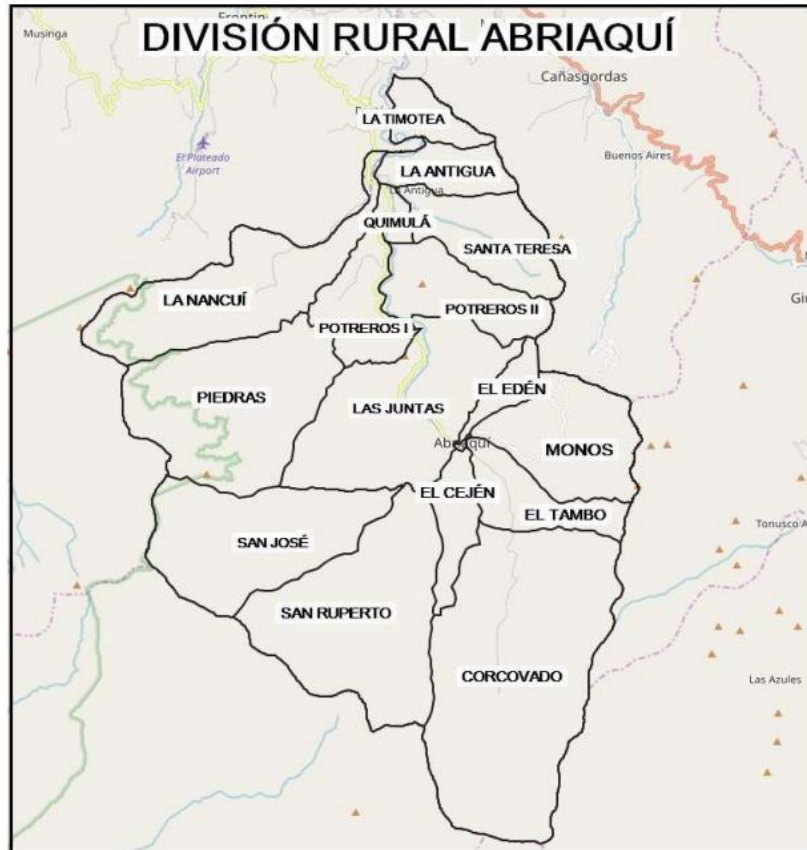 DIVISIÓN RURAL ABRIAQUÍ
Musinga
Cañasgordas
LA TIMOTEA
El Plateado
Airport
Buenos Aires
LA ANTIGUA
La Antigua
QUIMULÁ
SANTA TERESA
LA NANCUÍ
POTREROS I
POTREROS II
PIEDRAS
EL EDÉN
LAS JUNTAS
Abriaquí
MONOS
EL CEJÉN
EL TAMBO
Tonusco A
SAN JOSÉ
SAN RUPERTO
CORCOVADO
Las Azules